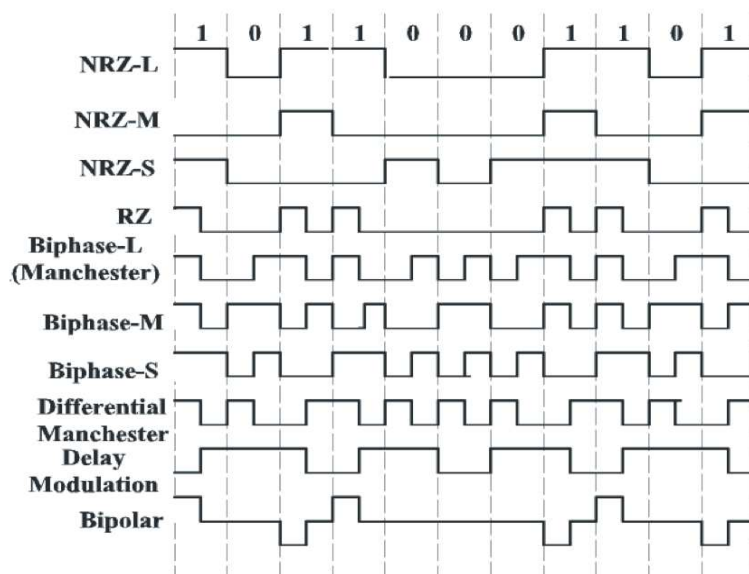 1 0 1 1 0 0 0 1 1 0 1
NRZ-L
NRZ-M
NRZ-S
RZ
Biphase-L
(Manchester)
Biphase-M
Biphase-S
Differential
Manchester
Delay
Modulation
Bipolar